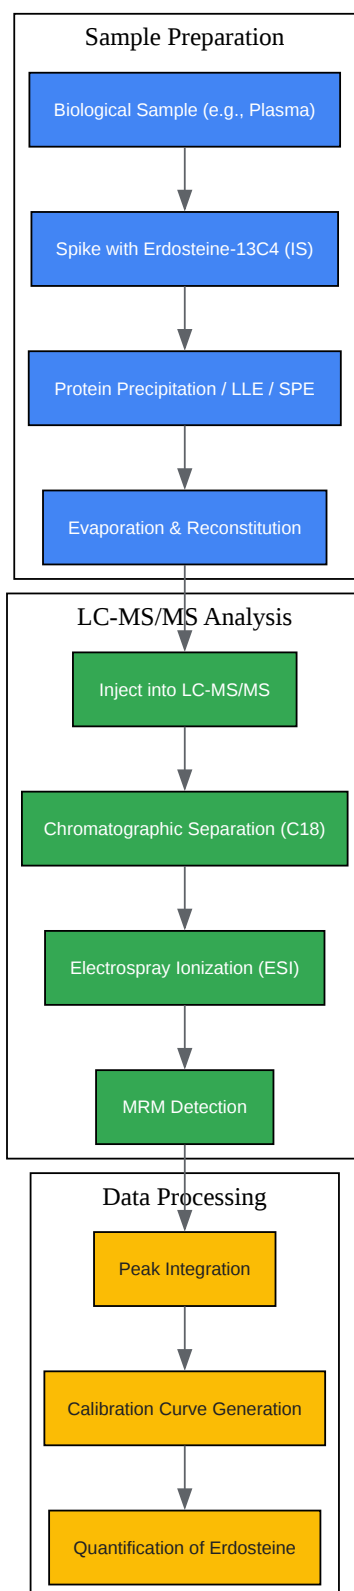 Sample Preparation
Biological Sample (e.g., Plasma)
Spike with Erdosteine-13C4 (IS)
Protein Precipitation / LLE / SPE
Evaporation & Reconstitution
LC-MS/MS Analysis
Inject into LC-MS/MS
Chromatographic Separation (C18)
Electrospray Ionization (ESI)
MRM Detection
Data Processing
Peak Integration
Calibration Curve Generation
Quantification of Erdosteine